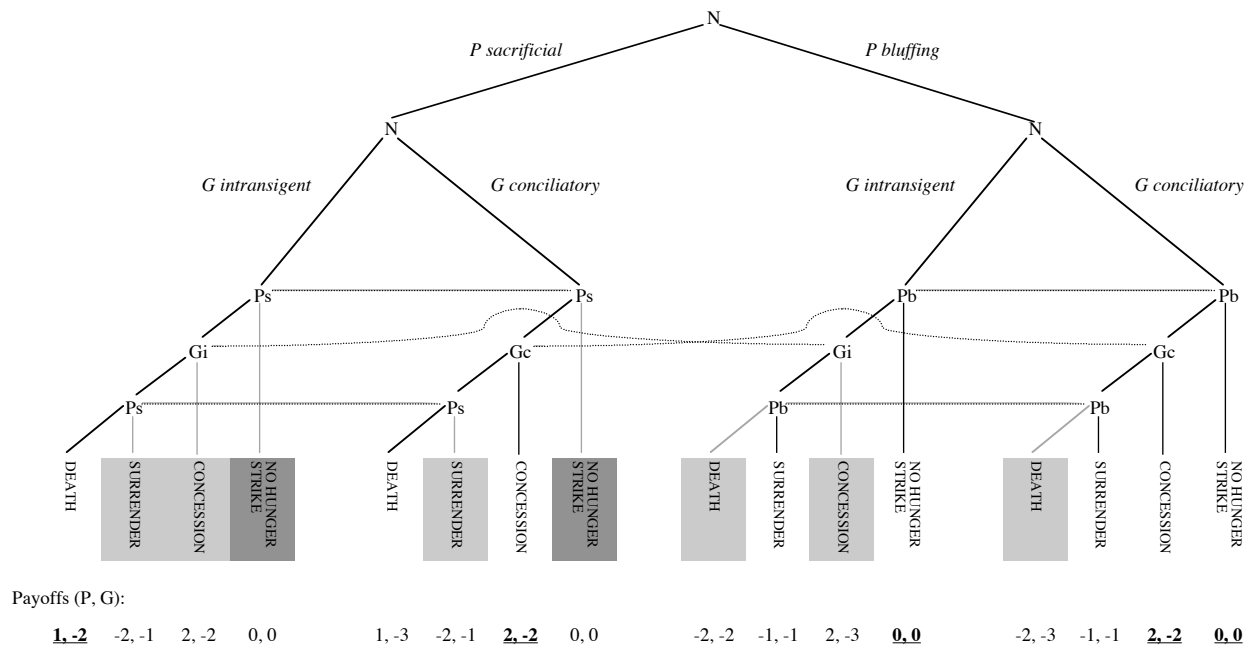 N
P sacrificial
P bluffing
N
N
G intransigent
G conciliatory
G intransigent
G conciliatory
Ps
Ps
Pb
Pb
Gi
Gc
Gi
Gc
Ps
Ps
Pb
Pb
DEATH
SURRENDER
CONCESSION
NO HUNGER
STRIKE
DEATH
SURRENDER
CONCESSION
NO HUNGER
STRIKE
DEATH
SURRENDER
CONCESSION
NO HUNGER
STRIKE
DEATH
SURRENDER
CONCESSION
NO HUNGER
STRIKE
Payoffs (P, G):
1, -2 -2, -1 2, -2 0, 0 1, -3 -2, -1 2, -2 0, 0 -2, -2 -1, -1 2, -3 0, 0 -2, -3 -1, -1 2, -2 0, 0